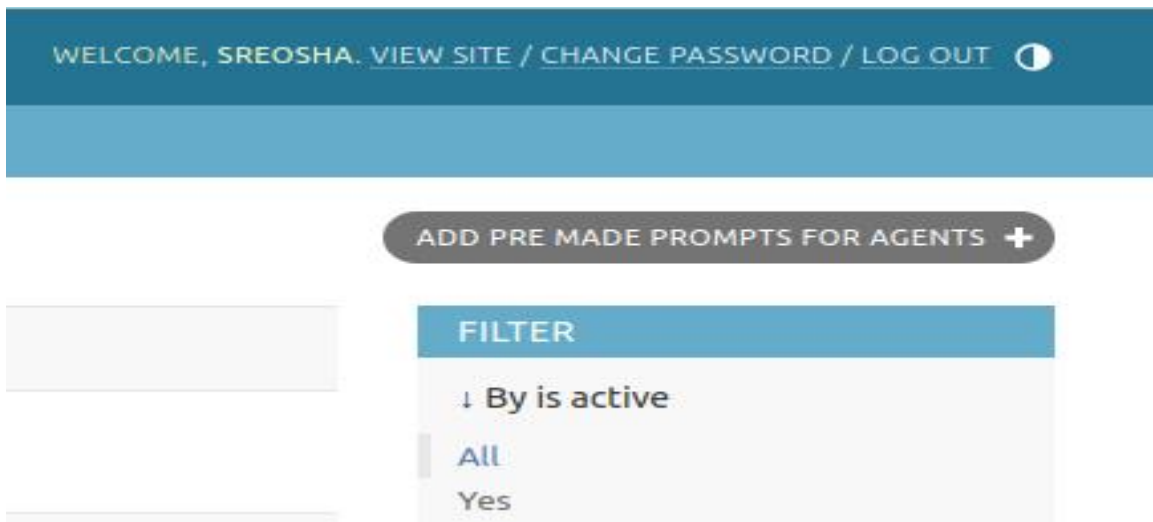 WELCOME, SREOSHA. VIEW SITE / CHANGE PASSWORD / LOG OUT
ADD PRE MADE PROMPTS FOR AGENTS +
FILTER
↓ By is active
All
Yes